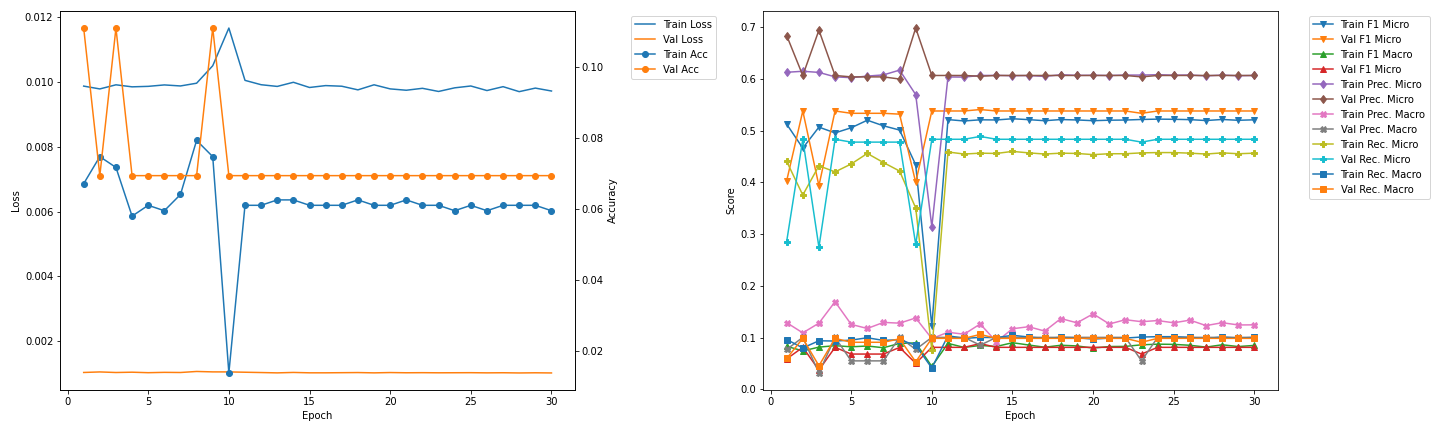 0.012
0.010
0.008
0.006
0.004
0.002
Loss
0
5
10
15
20
25
30
Epoch
0.10
0.08
0.06
0.04
0.02
Accuracy
Train Loss
Val Loss
Train Acc
Val Acc
0.7
0.6
0.5
0.4
0.3
0.2
0.1
0.0
Score
0
5
10
15
20
25
30
Epoch
Train F1 Micro
Val F1 Micro
Train F1 Macro
Val F1 Micro
Train Prec. Micro
Val Prec. Micro
Train Prec. Macro
Val Prec. Macro
Train Rec. Micro
Val Rec. Micro
Train Rec. Macro
Val Rec. Macro